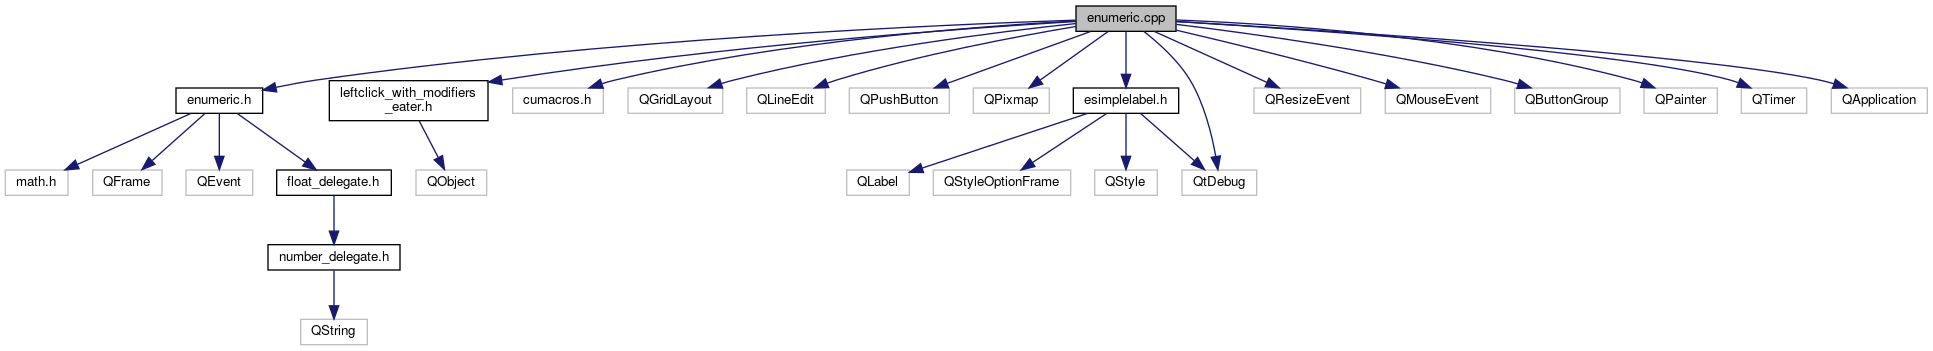 enumeric.cpp
enumeric.h
leftclick_with_modifiers
_eater.h
cumacros.h
QGridLayout
QLineEdit
QPushButton
QPixmap
esimplelabel.h
QResizeEvent
QMouseEvent
QButtonGroup
QPainter
QTimer
QApplication
math.h
QFrame
QEvent
float_delegate.h
QObject
QLabel
QStyleOptionFrame
QStyle
QtDebug
number_delegate.h
QString